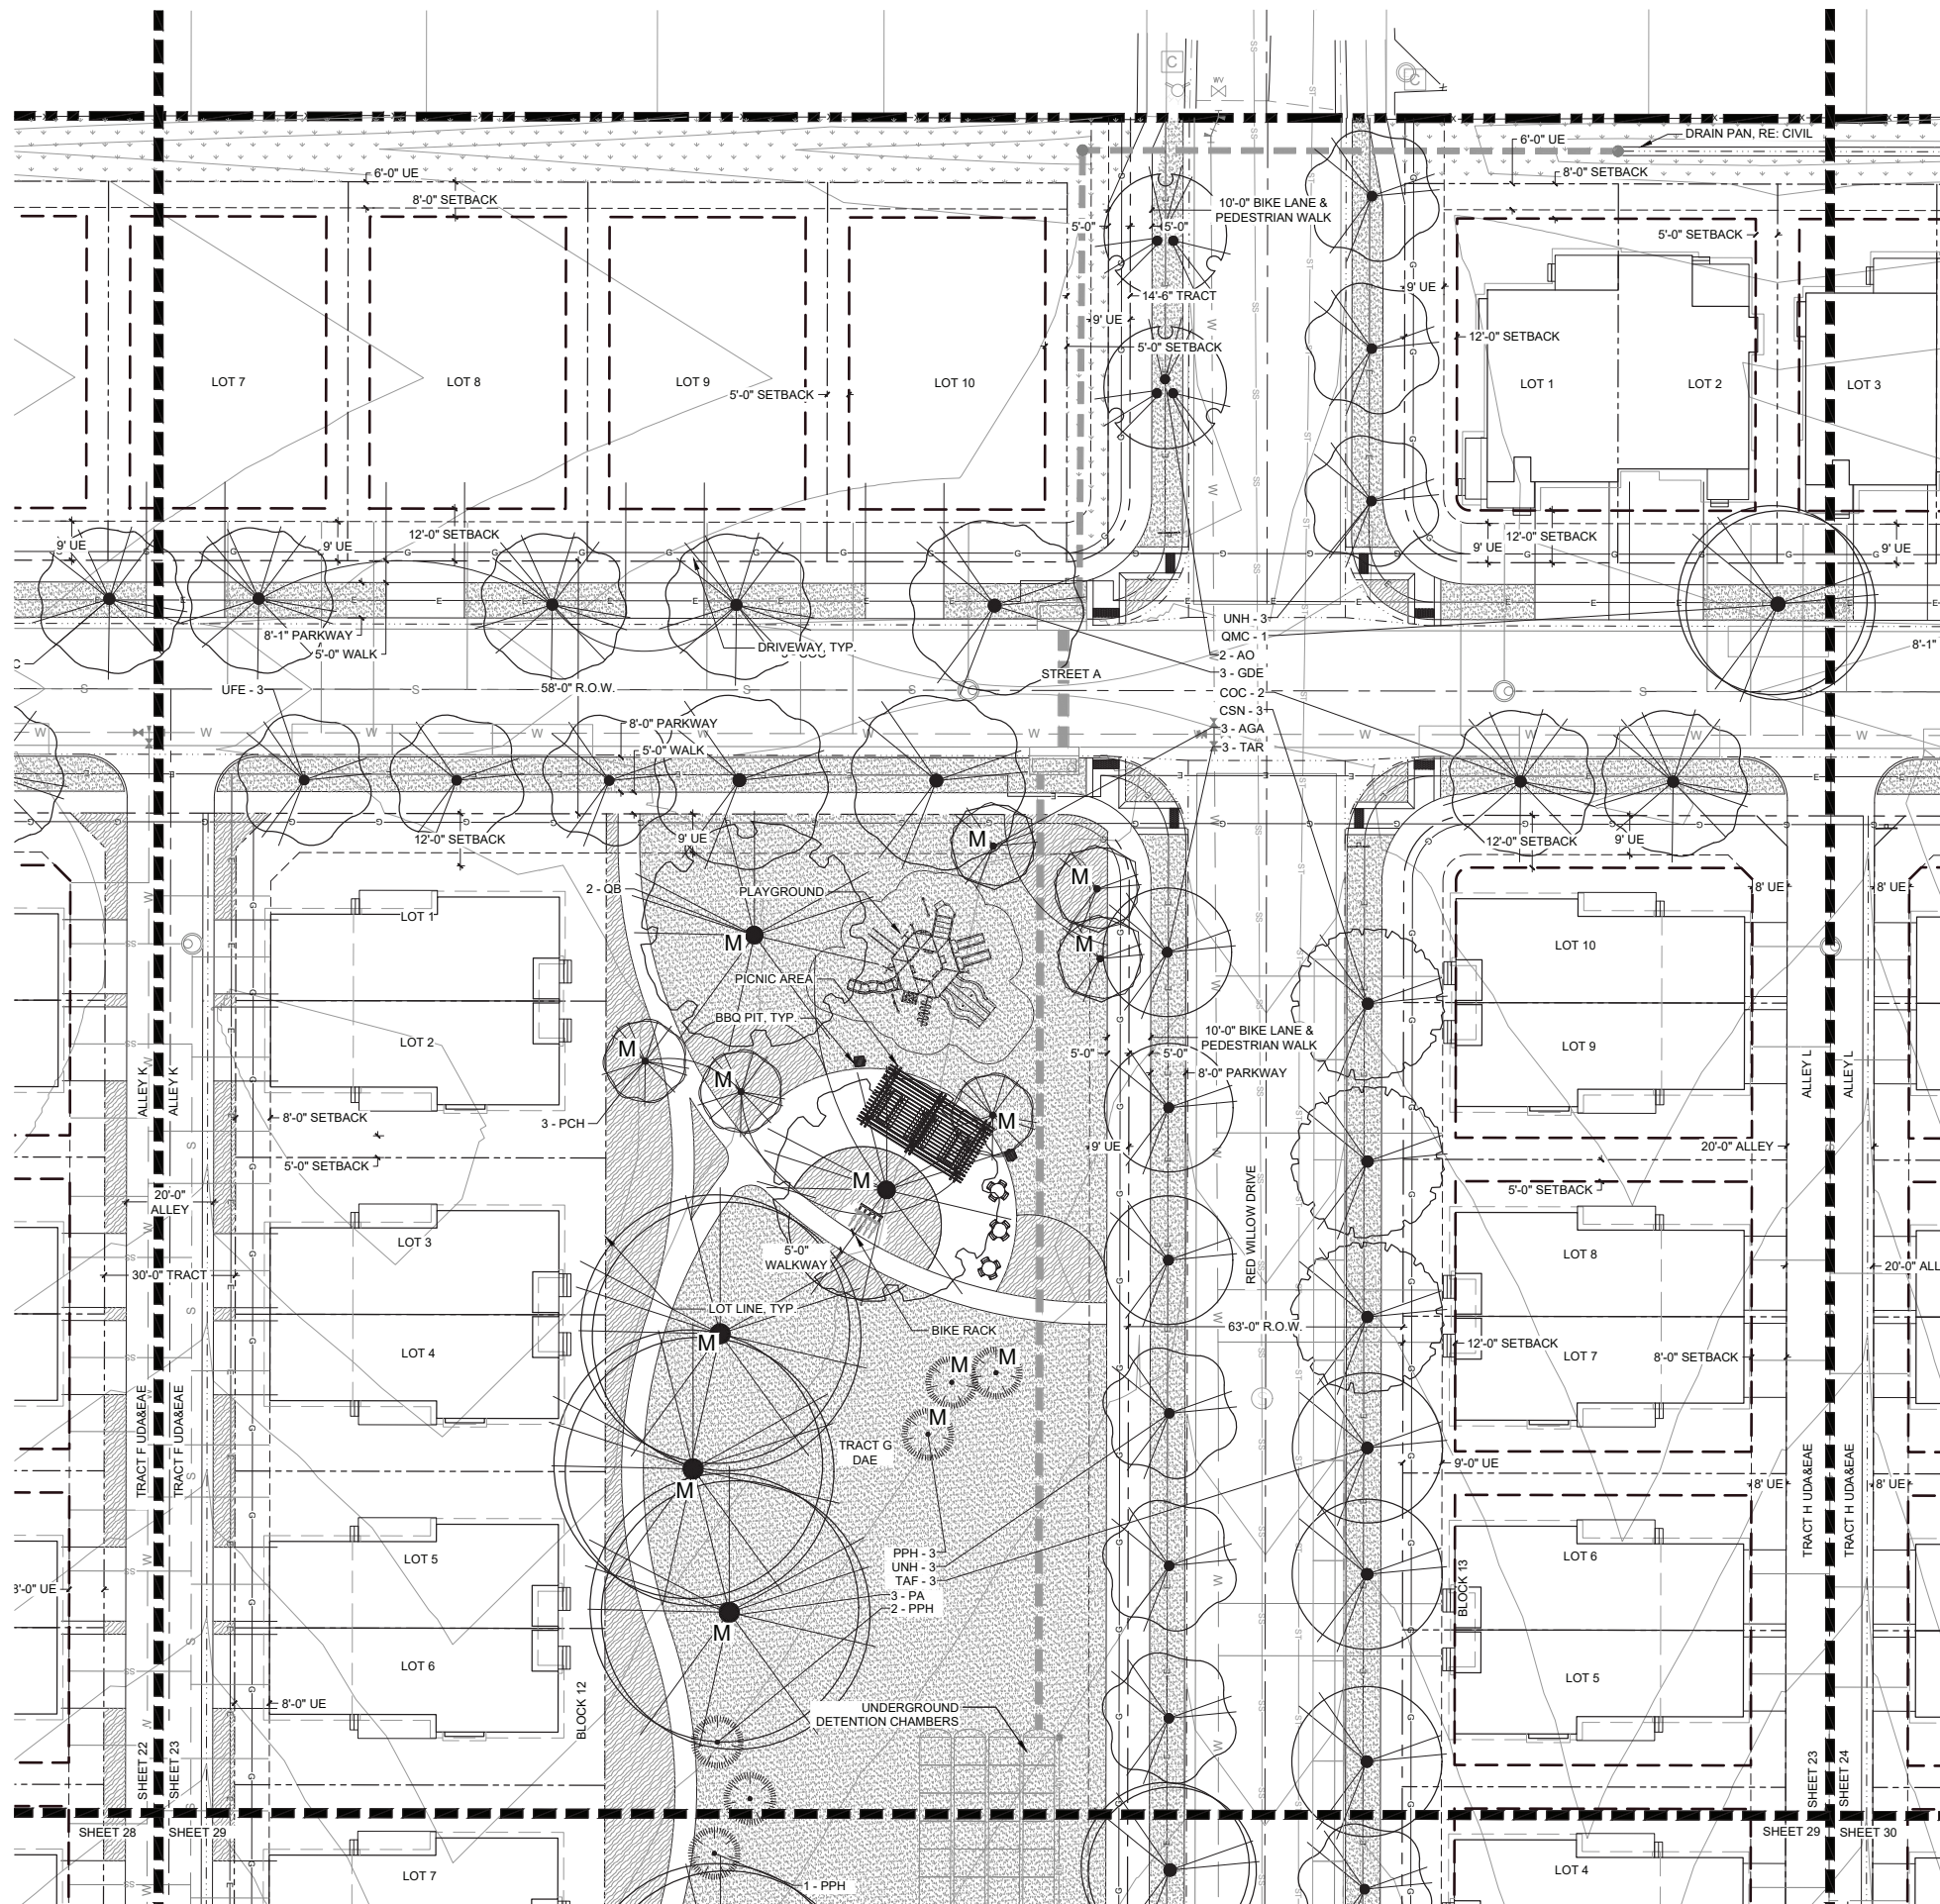 C
WV
C
DRAIN PAN, RE: CIVIL
6'-0" UE
8'-0" SETBACK
6'-0" UE
8'-0" SETBACK
10'-0" BIKE LANE &
PEDESTRIAN WALK
5'-0"
5'-0"
5'-0" SETBACK
14'-6" TRACT
9' UE
9' UE
5'-0" SETBACK
12'-0" SETBACK
LOT 7
LOT 8
LOT 9
LOT 10
LOT 1
LOT 2
LOT 3
5'-0" SETBACK
12'-0" SETBACK
9' UE
9' UE
12'-0" SETBACK
9' UE
9' UE
8'-1" PARKWAY
5'-0" WALK
DRIVEWAY, TYP.
UNH - 3
QMC - 1
2 - AO
3 - GDE
COC - 2
CSN - 3
3 - AGA
3 - TAR
8'-1"
STREET A
UFE - 3
58'-0" R.O.W.
8'-0" PARKWAY
5'-0" WALK
12'-0" SETBACK
9' UE
12'-0" SETBACK
9' UE
M
M
M
M
2 - QB
PLAYGROUND
PICNIC AREA
BBQ PIT, TYP.
LOT 1
LOT 2
8' UE
8' UE
LOT 10
LOT 9
10'-0" BIKE LANE &
PEDESTRIAN WALK
5'-0"
5'-0"
8'-0" PARKWAY
M
M
M
M
ALLEY K
ALLEY K
ALLEY L
ALLEY L
8'-0" SETBACK
3 - PCH
5'-0" SETBACK
9' UE
20'-0" ALLEY
5'-0" SETBACK
20'-0"
ALLEY
RED WILLOW DRIVE
LOT 3
LOT 8
5'-0"
WALKWAY
30'-0" TRACT
20'-0" ALL
LOT LINE, TYP.
BIKE RACK
63'-0" R.O.W.
12'-0" SETBACK
LOT 4
LOT 7
8'-0" SETBACK
M
M
M
M
TRACT F UDA&EAE
TRACT F UDA&EAE
TRACT G
DAE
9'-0" UE
8' UE
8' UE
M
TRACT H UDA&EAE
TRACT H UDA&EAE
PPH - 3
UNH - 3
TAF - 3
3 - PA
2 - PPH
LOT 5
LOT 6
M
BLOCK 13
LOT 6
LOT 5
8'-0" UE
BLOCK 12
UNDERGROUND
DETENTION CHAMBERS
SHEET 22
SHEET 23
SHEET 23
SHEET 24
SHEET 28
SHEET 29
SHEET 29
SHEET 30
LOT 7
LOT 4
1 - PPH